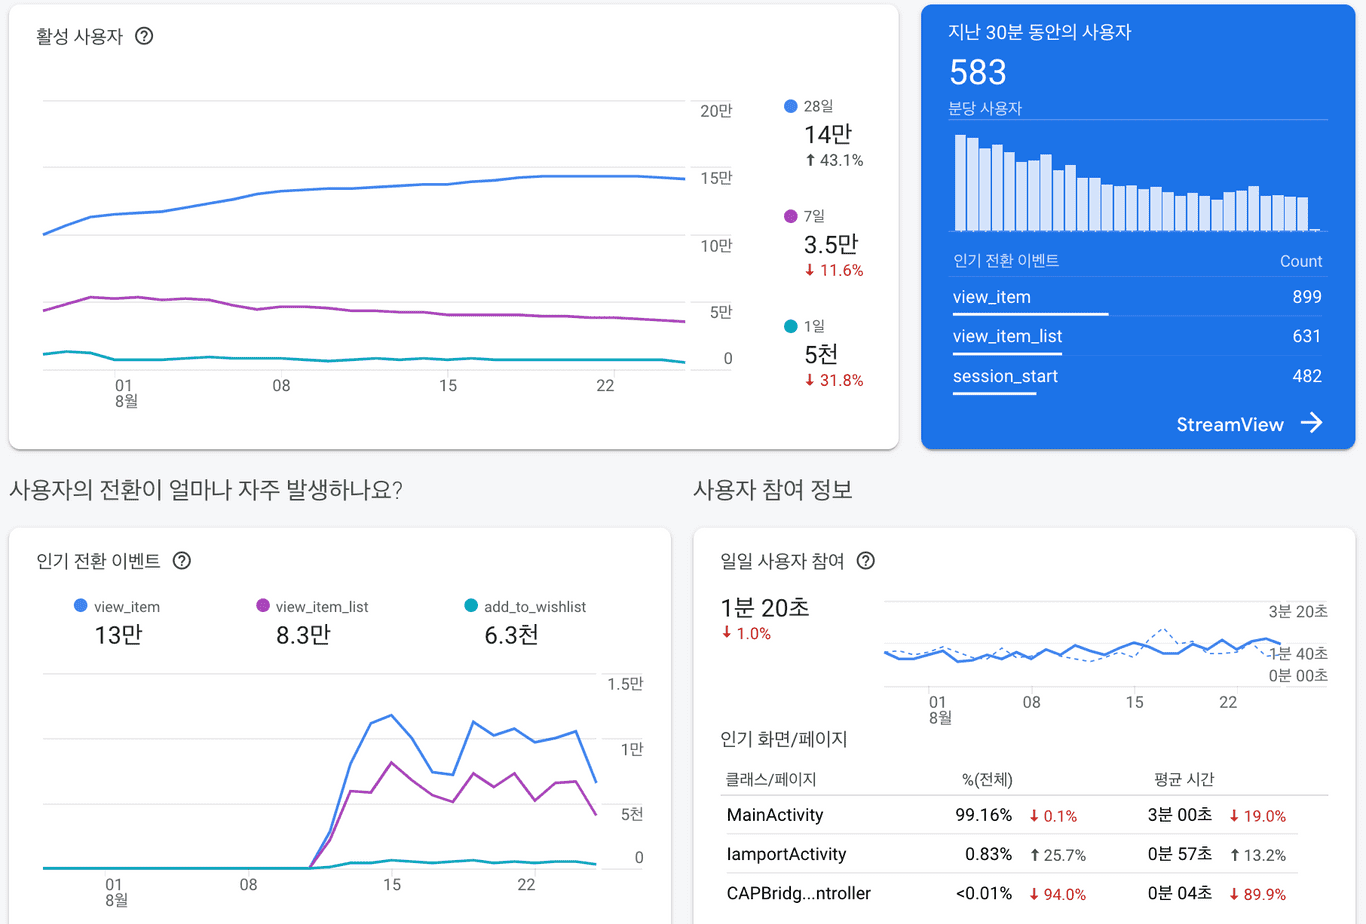 활성 사용자
20만
15만
10만
5만
0
01
8월
08
15
22
28일
14만
↑ 43.1%
7일
3.5만
↓ 11.6%
1일
5천
↓ 31.8%
지난 30분 동안의 사용자
583
분당 사용자
인기 전환 이벤트 Count
view_item 899
view_item_list 631
session_start 482
StreamView →
사용자의 전환이 얼마나 자주 발생하나요?
인기 전환 이벤트
view_item view_item_list add_to_wishlist
13만 8.3만 6.3천
1.5만
1만
5천
0
01 08 15 22
8월
사용자 참여 정보
일일 사용자 참여
1분 20초
↓ 1.0%
3분 20초
1분 40초
0분 00초
01 08 15 22
8월
인기 화면/페이지
클래스/페이지 %(전체) 평균 시간
MainActivity 99.16% ↓ 0.1% 3분 00초 ↓ 19.0%
IamportActivity 0.83% ↑ 25.7% 0분 57초 ↑ 13.2%
CAPBridg...ntroller <0.01% ↓ 94.0% 0분 04초 ↓ 89.9%